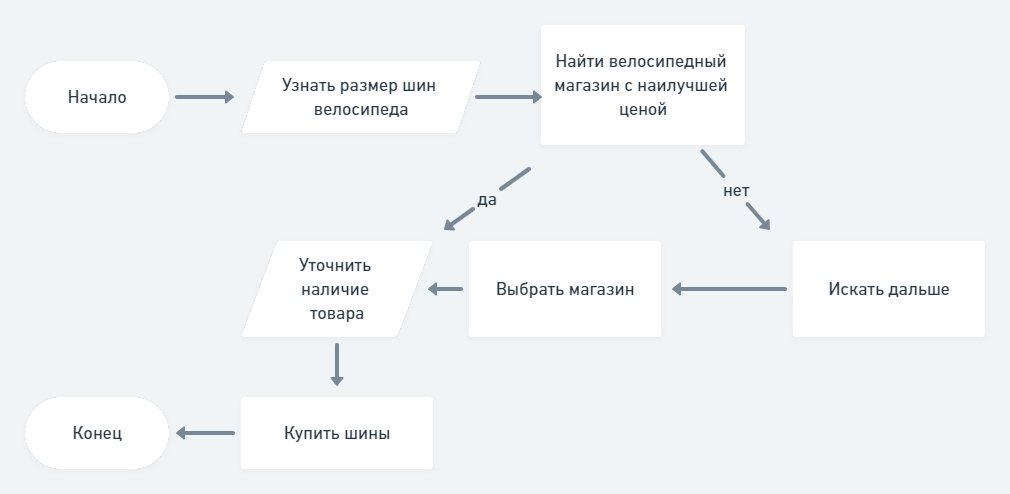 Начало
Узнать размер шин
велосипеда
Найти велосипедный
магазин с наилучшей
ценой
да
нет
Уточнить
наличие
товара
Выбрать магазин
Искать дальше
Конец
Купить шины